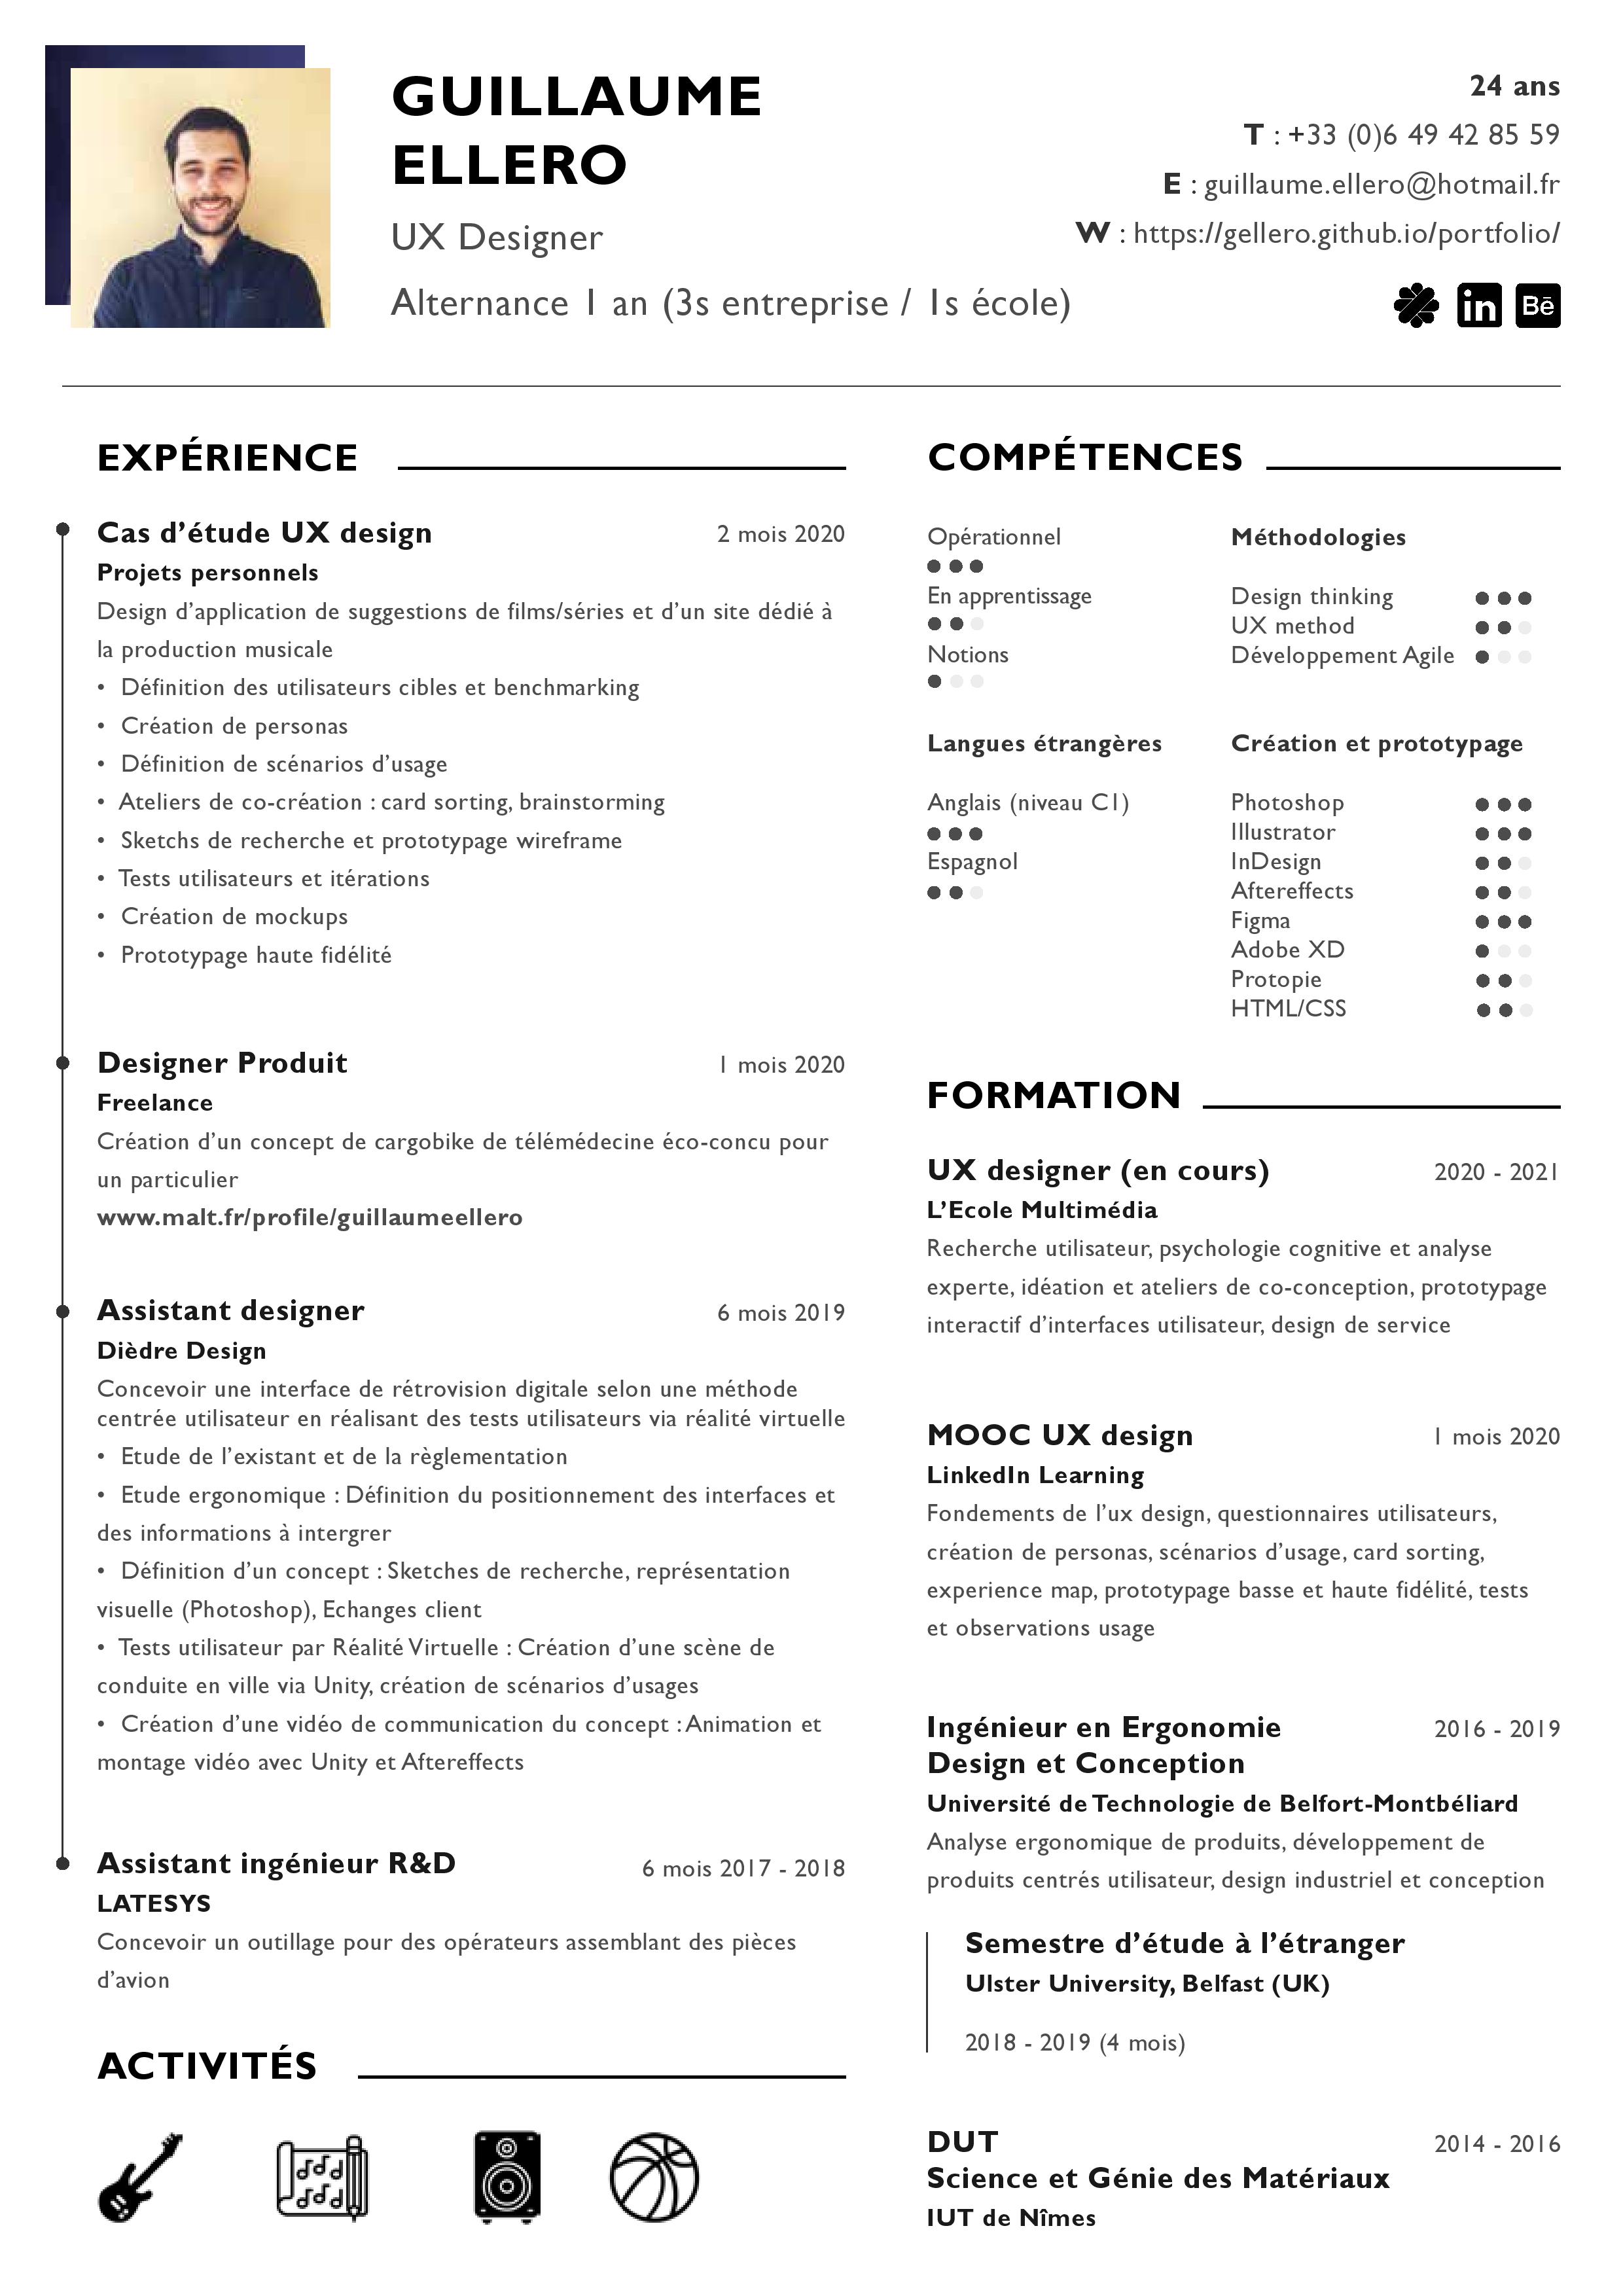 GUILLAUME
ELLERO
UX Designer
Alternance 1 an (3s entreprise / 1s école)
24 ans
T : +33 (0)6 49 42 85 59
E : guillaume.ellero@hotmail.fr
W : https://gellero.github.io/portfolio/
in
Bē
EXPÉRIENCE
Cas d’étude UX design 2 mois 2020
Projets personnels
Design d’application de suggestions de films/séries et d’un site dédié à
la production musicale
• Définition des utilisateurs cibles et benchmarking
• Création de personas
• Définition de scénarios d’usage
• Ateliers de co-création : card sorting, brainstorming
• Sketchs de recherche et prototypage wireframe
• Tests utilisateurs et itérations
• Création de mockups
• Prototypage haute fidélité
Designer Produit 1 mois 2020
Freelance
Création d’un concept de cargobike de télémédecine éco-concu pour
un particulier
www.malt.fr/profile/guillaumeellero
Assistant designer 6 mois 2019
Dièdre Design
Concevoir une interface de rétrovision digitale selon une méthode
centrée utilisateur en réalisant des tests utilisateurs via réalité virtuelle
• Etude de l’existant et de la règlementation
• Etude ergonomique : Définition du positionnement des interfaces et
des informations à intergrer
• Définition d’un concept : Sketches de recherche, représentation
visuelle (Photoshop), Echanges client
• Tests utilisateur par Réalité Virtuelle : Création d’une scène de
conduite en ville via Unity, création de scénarios d’usages
• Création d’une vidéo de communication du concept : Animation et
montage vidéo avec Unity et Aftereffects
Assistant ingénieur R&D 6 mois 2017 - 2018
LATESYS
Concevoir un outillage pour des opérateurs assemblant des pièces
d’avion
ACTIVITÉS
COMPÉTENCES
Opérationnel
En apprentissage
Notions
Méthodologies
Design thinking
UX method
Développement Agile
Langues étrangères
Anglais (niveau C1)
Espagnol
Création et prototypage
Photoshop
Illustrator
InDesign
Aftereffects
Figma
Adobe XD
Protopie
HTML/CSS
FORMATION
UX designer (en cours) 2020 - 2021
L’Ecole Multimédia
Recherche utilisateur, psychologie cognitive et analyse
experte, idéation et ateliers de co-conception, prototypage
interactif d’interfaces utilisateur, design de service
MOOC UX design 1 mois 2020
LinkedIn Learning
Fondements de l’ux design, questionnaires utilisateurs,
création de personas, scénarios d’usage, card sorting,
experience map, prototypage basse et haute fidélité, tests
et observations usage
Ingénieur en Ergonomie 2016 - 2019
Design et Conception
Université de Technologie de Belfort-Montbéliard
Analyse ergonomique de produits, développement de
produits centrés utilisateur, design industriel et conception
Semestre d’étude à l’étranger
Ulster University, Belfast (UK)
2018 - 2019 (4 mois)
DUT 2014 - 2016
Science et Génie des Matériaux
IUT de Nîmes